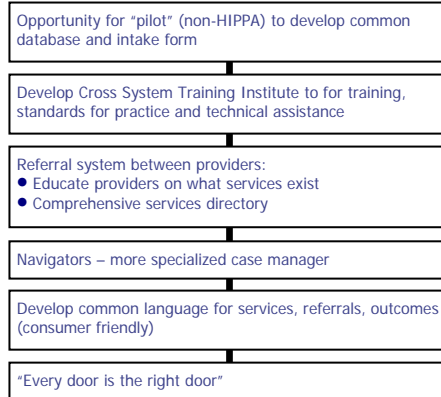 Opportunity for “pilot” (non-HIPPA) to develop common
database and intake form
Develop Cross System Training Institute to for training,
standards for practice and technical assistance
Referral system between providers:
● Educate providers on what services exist
● Comprehensive services directory
Navigators – more specialized case manager
Develop common language for services, referrals, outcomes
(consumer friendly)
“Every door is the right door”